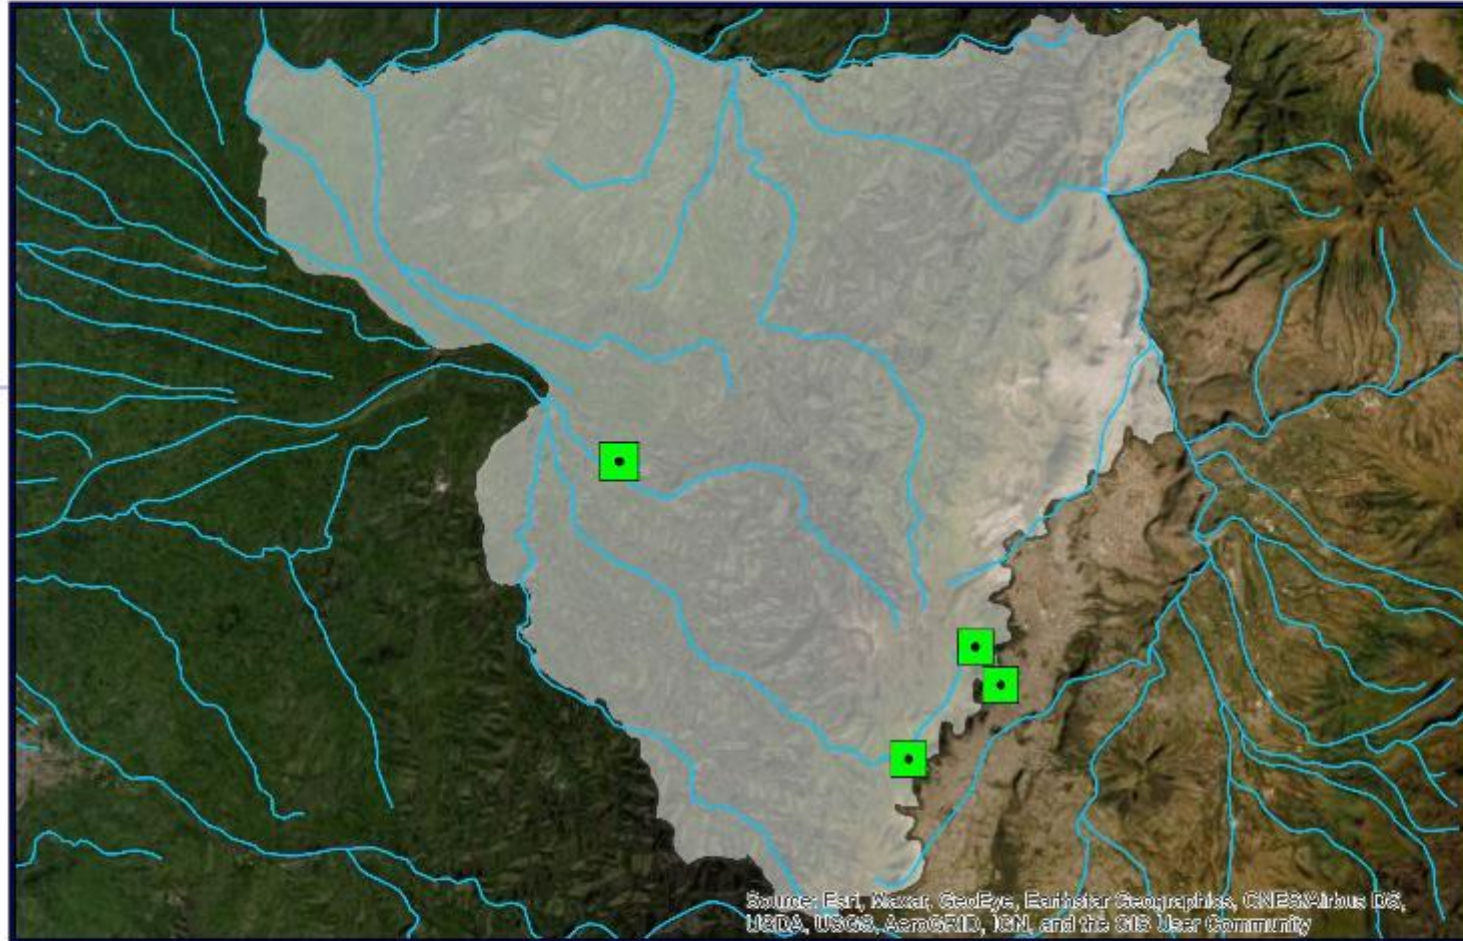 Source: Esri, Maxar, GeoEye, Earthstar Geographics, CNES/Airbus DS,
USDA, USGS, AeroGRID, IGN, and the GIS User Community